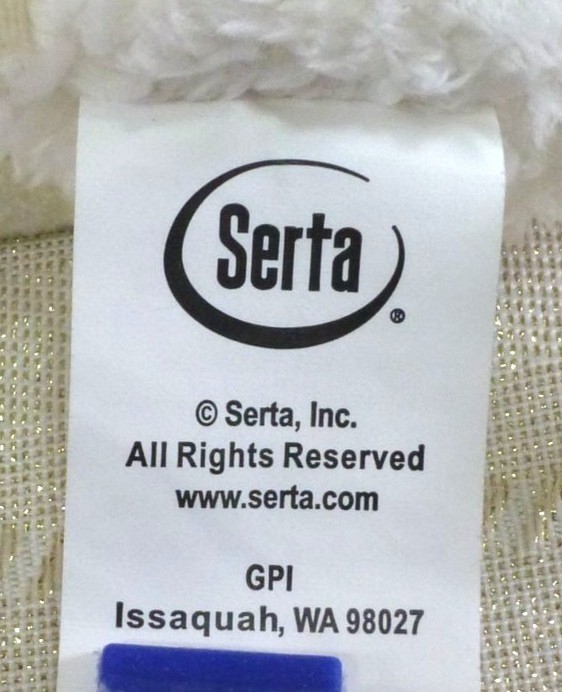 Serta®
© Serta, Inc.
All Rights Reserved
www.serta.com
GPI
Issaquah, WA 98027